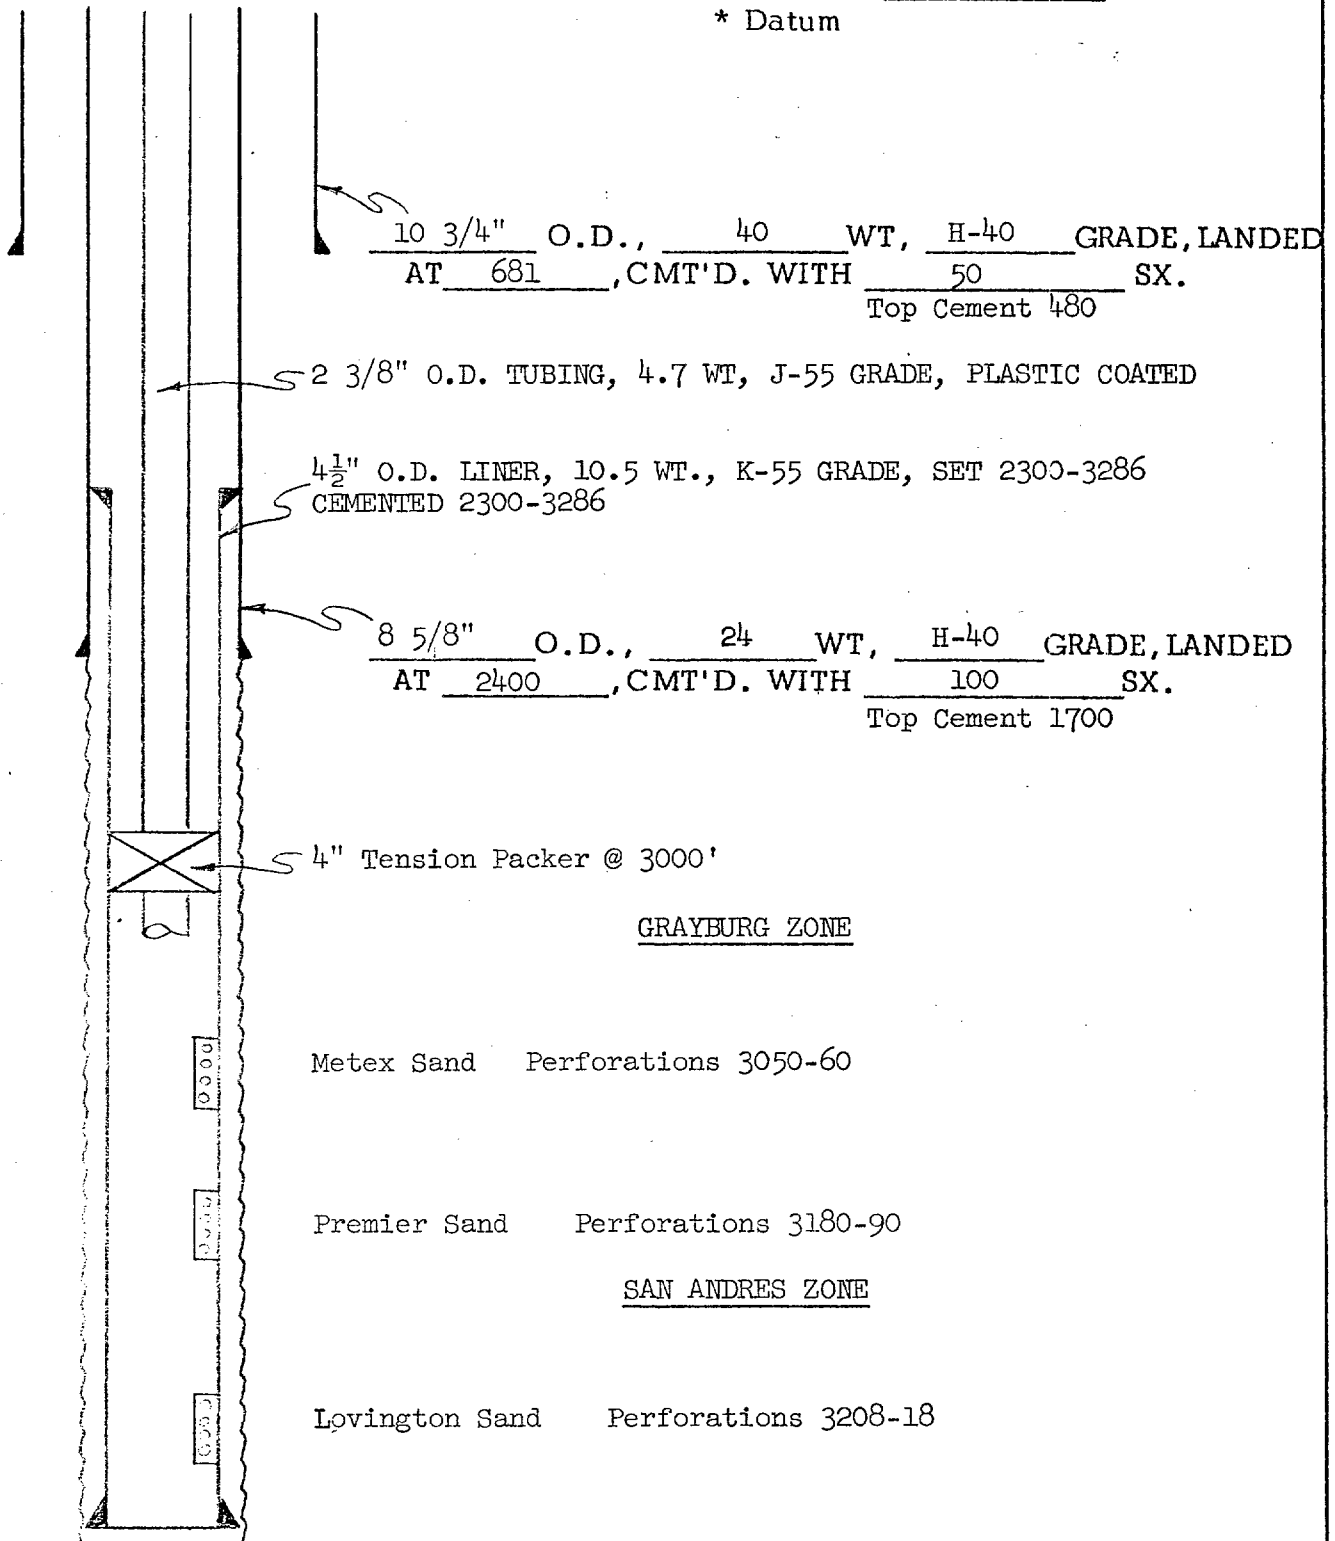 * Datum
10 3/4" O.D., 40 WT, H-40 GRADE, LANDED
AT 681, CMT'D. WITH 50 SX.
Top Cement 480
2 3/8" O.D. TUBING, 4.7 WT, J-55 GRADE, PLASTIC COATED
4½" O.D. LINER, 10.5 WT., K-55 GRADE, SET 2300-3286
CEMENTED 2300-3286
8 5/8" O.D., 24 WT, H-40 GRADE, LANDED
AT 2400, CMT'D. WITH 100 SX.
Top Cement 1700
4" Tension Packer @ 3000'
GRAYBURG ZONE
Metex Sand Perforations 3050-60
Premier Sand Perforations 3180-90
SAN ANDRES ZONE
Lovington Sand Perforations 3208-18